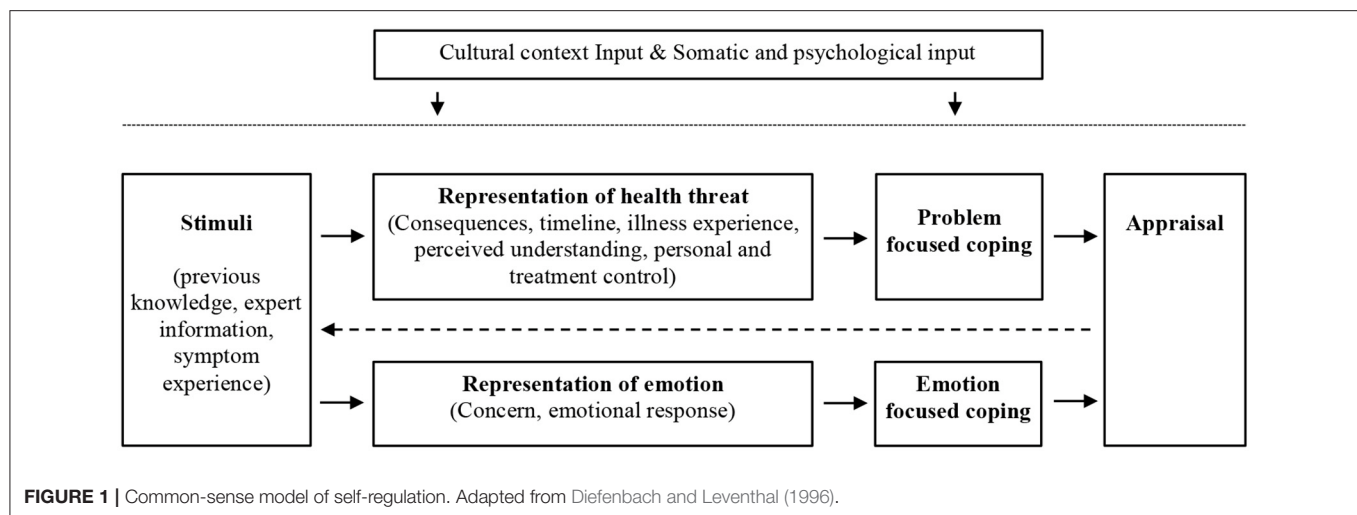 Cultural context Input & Somatic and psychological input
Stimuli
(previous
knowledge, expert
information,
symptom
experience)
Representation of health threat
(Consequences, timeline, illness experience,
perceived understanding, personal and
treatment control)
Problem
focused coping
Appraisal
Representation of emotion
(Concern, emotional response)
Emotion
focused coping
FIGURE 1 | Common-sense model of self-regulation. Adapted from Diefenbach and Leventhal (1996).